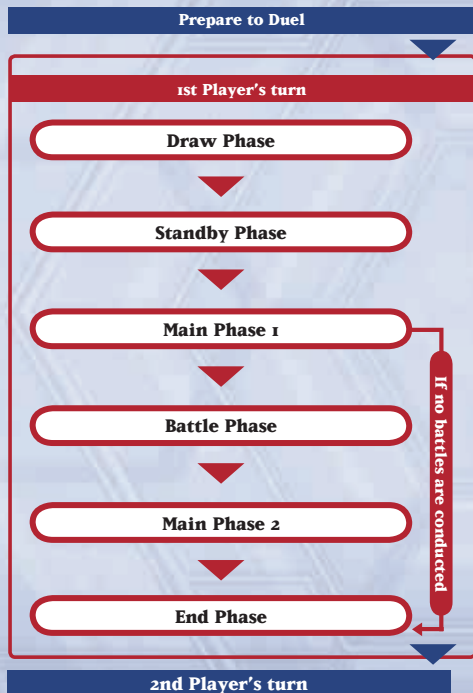 Prepare to Duel
1st Player's turn
Draw Phase
Standby Phase
Main Phase 1
If no battles are conducted
Battle Phase
Main Phase 2
End Phase
2nd Player's turn